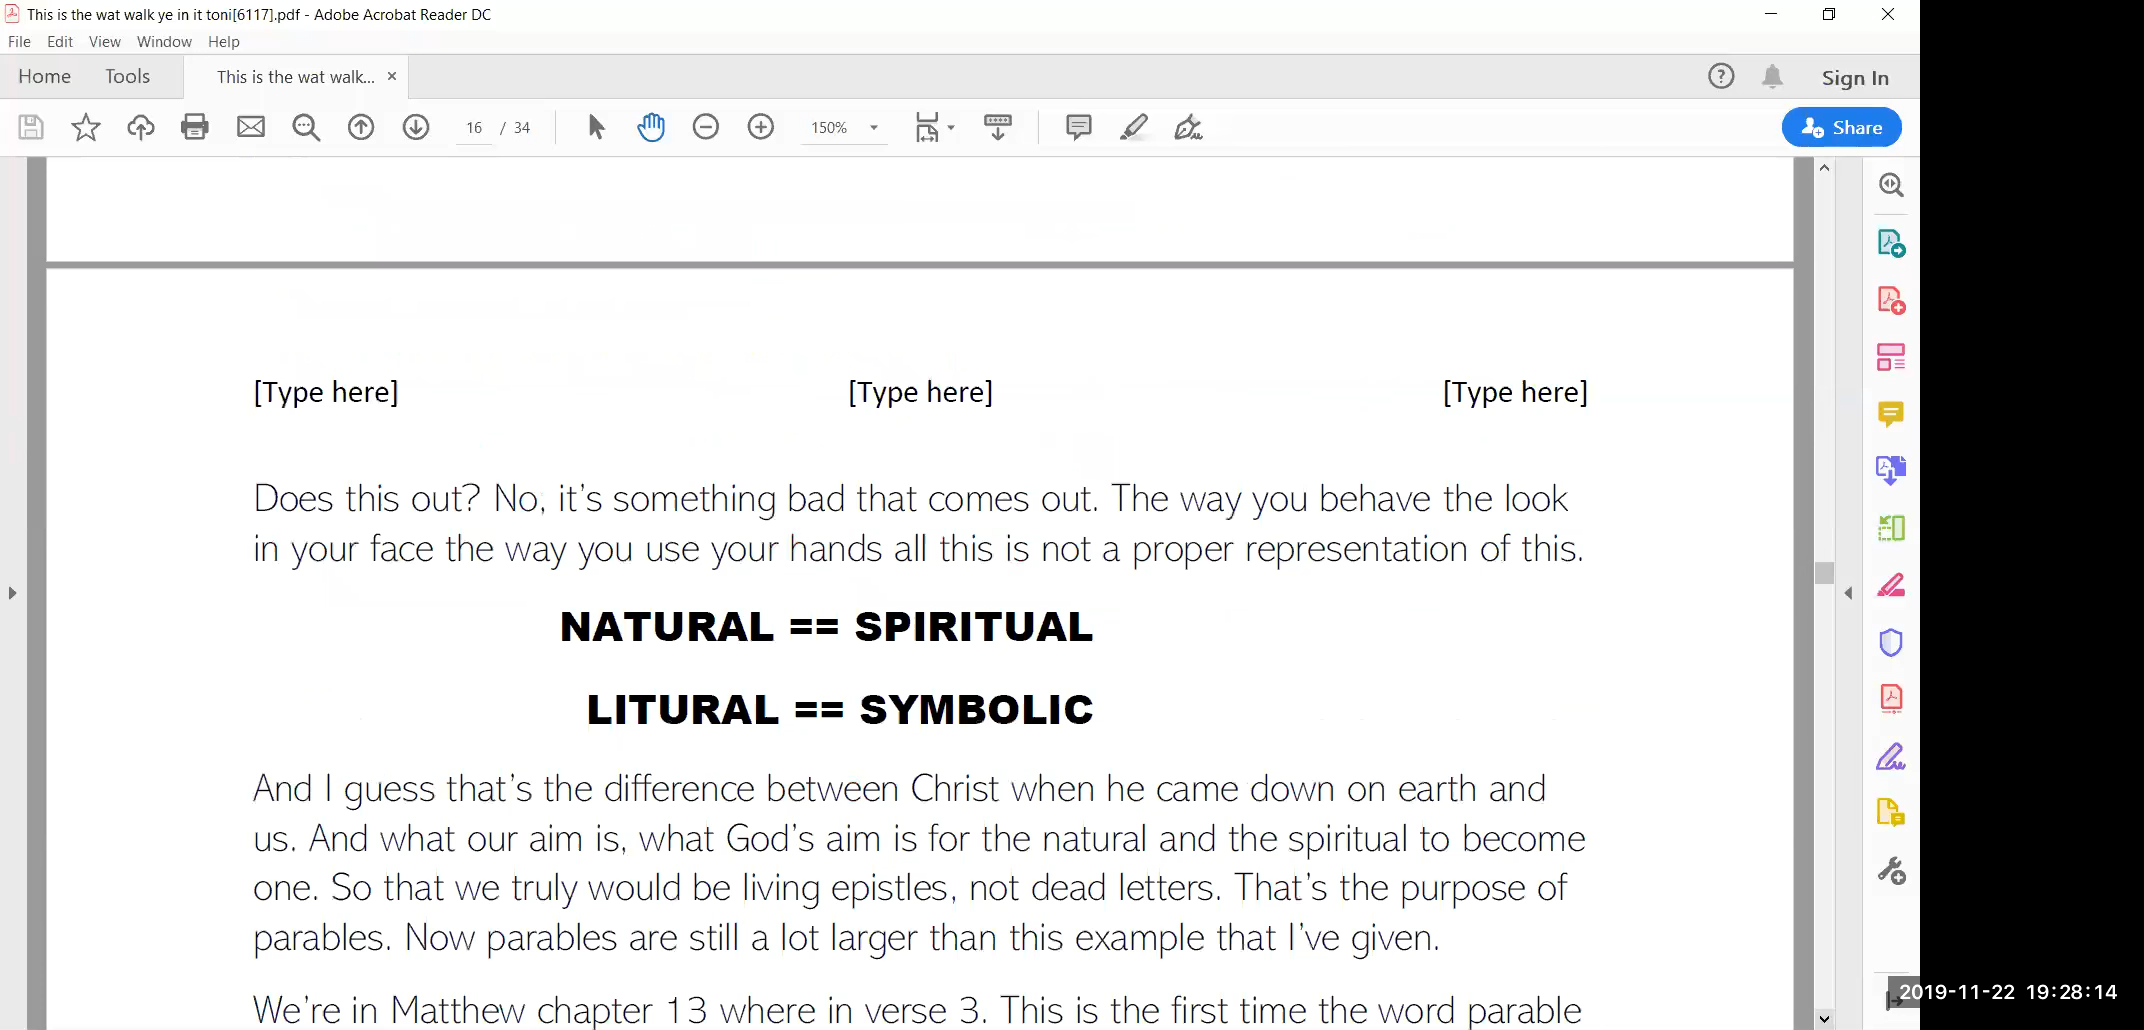 This is the wat walk ye in it toni[6117].pdf - Adobe Acrobat Reader DC
File Edit View Window Help
Home Tools This is the wat walk... × Sign In
16 / 34 150% Share
[Type here] [Type here] [Type here]
Does this out? No, it's something bad that comes out. The way you behave the look
in your face the way you use your hands all this is not a proper representation of this.
NATURAL == SPIRITUAL
LITURAL == SYMBOLIC
And I guess that's the difference between Christ when he came down on earth and
us. And what our aim is, what God's aim is for the natural and the spiritual to become
one. So that we truly would be living epistles, not dead letters. That's the purpose of
parables. Now parables are still a lot larger than this example that I've given.
We're in Matthew chapter 13 where in verse 3. This is the first time the word parable
2019-11-22 19:28:14